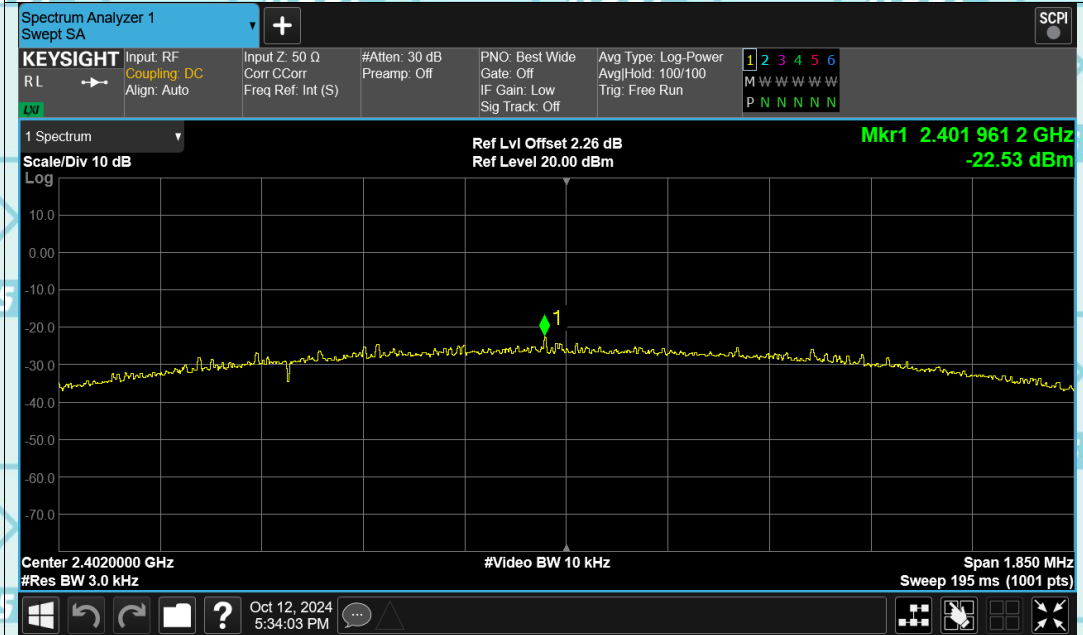 Spectrum Analyzer 1
Swept SA
+
SCPI
KEYSIGHT
RL
LXI
Input: RF
Coupling: DC
Align: Auto
Input Z: 50 Ω
Corr CCorr
Freq Ref: Int (S)
#Atten: 30 dB
Preamp: Off
PNO: Best Wide
Gate: Off
IF Gain: Low
Sig Track: Off
Avg Type: Log-Power
Avg|Hold: 100/100
Trig: Free Run
1 2 3 4 5 6
M W W W W W
P N N N N N
1 Spectrum
Scale/Div 10 dB
Log
Ref Lvl Offset 2.26 dB
Ref Level 20.00 dBm
Mkr1 2.401 961 2 GHz
-22.53 dBm
10.0
0.00
-10.0
-20.0
-30.0
-40.0
-50.0
-60.0
-70.0
1
Center 2.4020000 GHz
#Res BW 3.0 kHz
#Video BW 10 kHz
Span 1.850 MHz
Sweep 195 ms (1001 pts)
?
Oct 12, 2024
5:34:03 PM